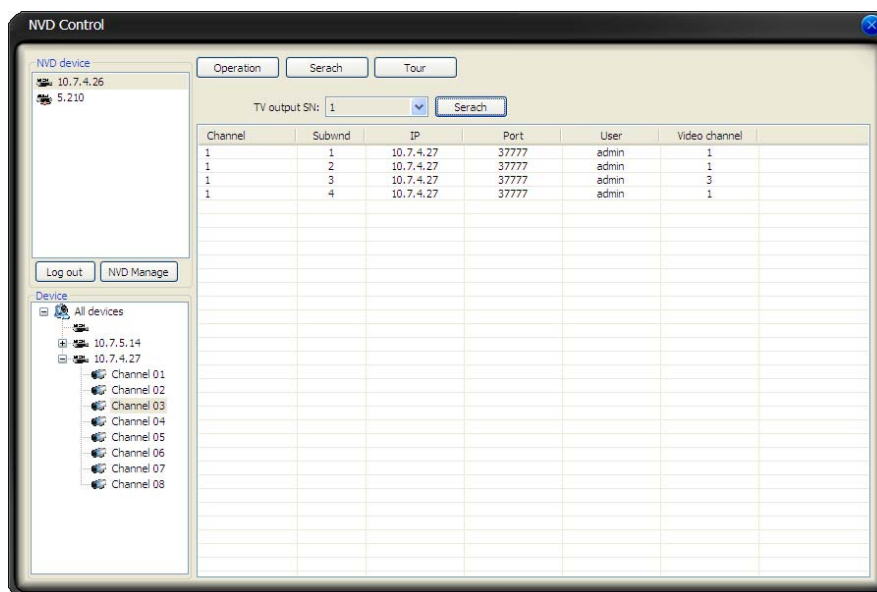 NVD Control
NVD device
10.7.4.26
5.210
Log out NVD Manage
Device
All devices
10.7.5.14
10.7.4.27
Channel 01
Channel 02
Channel 03
Channel 04
Channel 05
Channel 06
Channel 07
Channel 08
Operation Serach Tour
TV output SN: 1 Serach
Channel Subwnd IP Port User Video channel
1 1 10.7.4.27 37777 admin 1
1 2 10.7.4.27 37777 admin 1
1 3 10.7.4.27 37777 admin 3
1 4 10.7.4.27 37777 admin 1